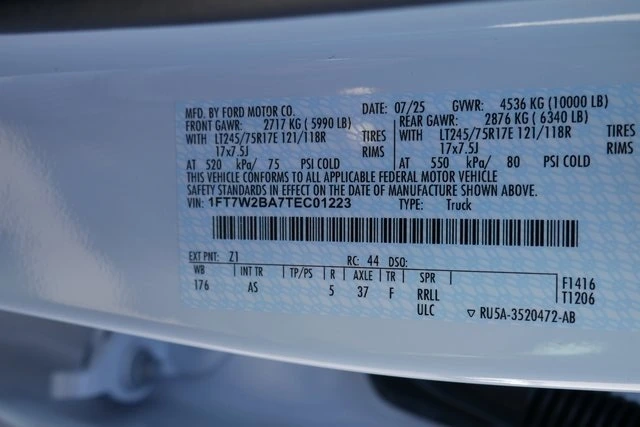 MFD. BY FORD MOTOR CO. DATE: 07/25 GVWR: 4536 KG (10000 LB)
FRONT GAWR: 2717 KG (5990 LB) REAR GAWR: 2876 KG (6340 LB)
WITH LT245/75R17E 121/118R TIRES WITH LT245/75R17E 121/118R TIRES
17x7.5J RIMS 17x7.5J RIMS
AT 520 kPa/ 75 PSI COLD AT 550 kPa/ 80 PSI COLD
THIS VEHICLE CONFORMS TO ALL APPLICABLE FEDERAL MOTOR VEHICLE
SAFETY STANDARDS IN EFFECT ON THE DATE OF MANUFACTURE SHOWN ABOVE.
VIN: 1FT7W2BA7TEC01223 TYPE: Truck
EXT PNT: Z1 RC: 44 DSO:
WB INT TR TP/PS R AXLE TR SPR F1416
176 AS 5 37 F RRLL T1206
ULC ▽ RU5A-3520472-AB